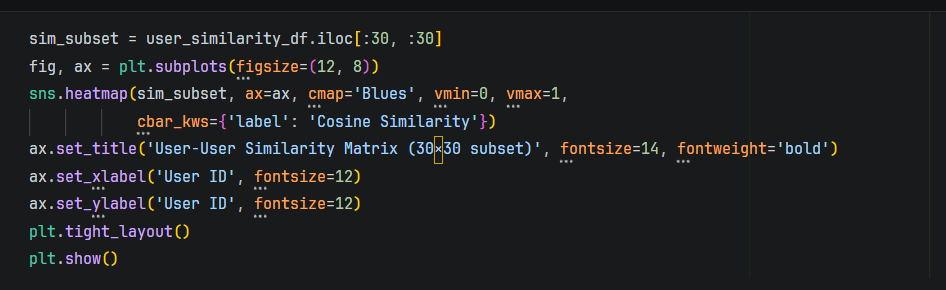 sim_subset = user_similarity_df.iloc[:30, :30]
fig, ax = plt.subplots(figsize=(12, 8))
sns.heatmap(sim_subset, ax=ax, cmap='Blues', vmin=0, vmax=1,
            cbar_kws={'label': 'Cosine Similarity'})
ax.set_title('User-User Similarity Matrix (30×30 subset)', fontsize=14, fontweight='bold')
ax.set_xlabel('User ID', fontsize=12)
ax.set_ylabel('User ID', fontsize=12)
plt.tight_layout()
plt.show()